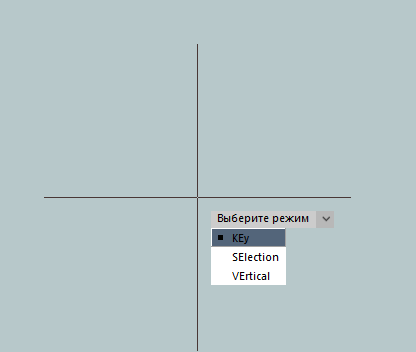 Выберите режим
KEy
SElection
VErtical